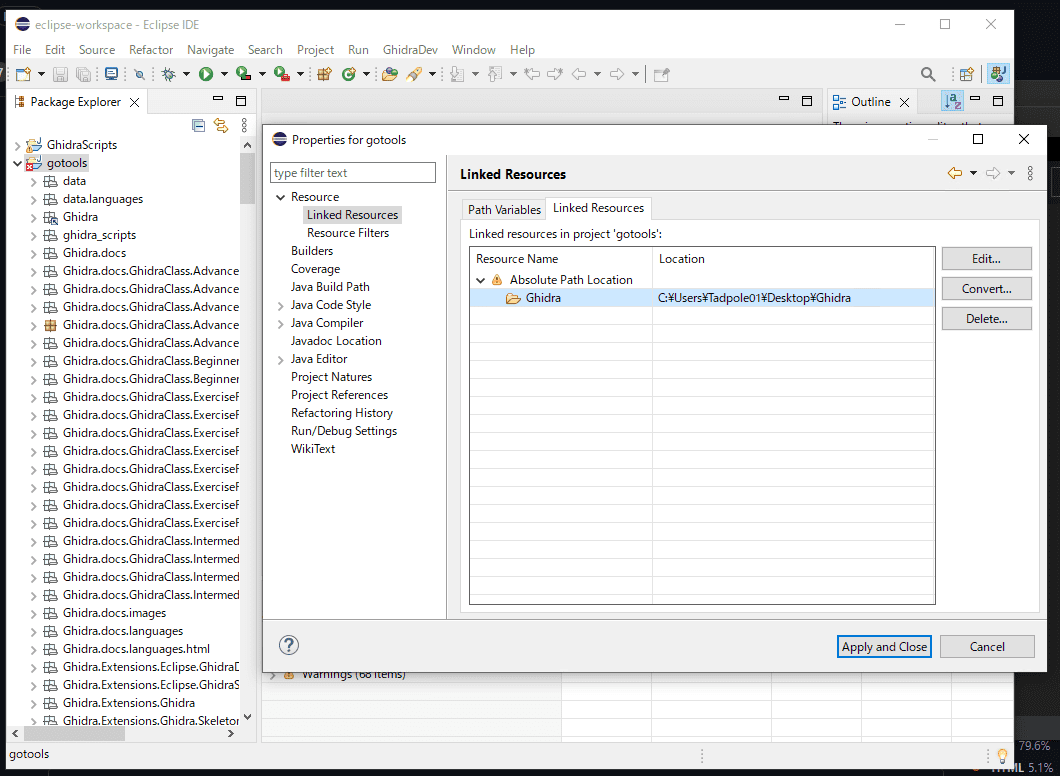 eclipse-workspace - Eclipse IDE
File Edit Source Refactor Navigate Search Project Run GhidraDev Window Help
Package Explorer
Outline
GhidraScripts
gotools
data
data.languages
Ghidra
ghidra_scripts
Ghidra.docs
Ghidra.docs.GhidraClass.Advance
Ghidra.docs.GhidraClass.Advance
Ghidra.docs.GhidraClass.Advance
Ghidra.docs.GhidraClass.Advance
Ghidra.docs.GhidraClass.Advance
Ghidra.docs.GhidraClass.Beginner
Ghidra.docs.GhidraClass.Beginner
Ghidra.docs.GhidraClass.ExerciseF
Ghidra.docs.GhidraClass.ExerciseF
Ghidra.docs.GhidraClass.ExerciseF
Ghidra.docs.GhidraClass.ExerciseF
Ghidra.docs.GhidraClass.ExerciseF
Ghidra.docs.GhidraClass.ExerciseF
Ghidra.docs.GhidraClass.ExerciseF
Ghidra.docs.GhidraClass.ExerciseF
Ghidra.docs.GhidraClass.Intermed
Ghidra.docs.GhidraClass.Intermed
Ghidra.docs.GhidraClass.Intermed
Ghidra.docs.GhidraClass.Intermed
Ghidra.docs.images
Ghidra.docs.languages
Ghidra.docs.languages.html
Ghidra.Extensions.Eclipse.GhidraD
Ghidra.Extensions.Eclipse.GhidraS
Ghidra.Extensions.Ghidra
Ghidra.Extensions.Ghidra.Skeletor
Properties for gotools
type filter text
Resource
Linked Resources
Resource Filters
Builders
Coverage
Java Build Path
Java Code Style
Java Compiler
Javadoc Location
Java Editor
Project Natures
Project References
Refactoring History
Run/Debug Settings
WikiText
Linked Resources
Path Variables Linked Resources
Linked resources in project 'gotools':
Resource Name Location
Absolute Path Location
Ghidra C:¥Users¥Tadpole01¥Desktop¥Ghidra
Edit...
Convert...
Delete...
Apply and Close Cancel
Warnings (68 items)
gotools
79.6%
HTML 5.1%